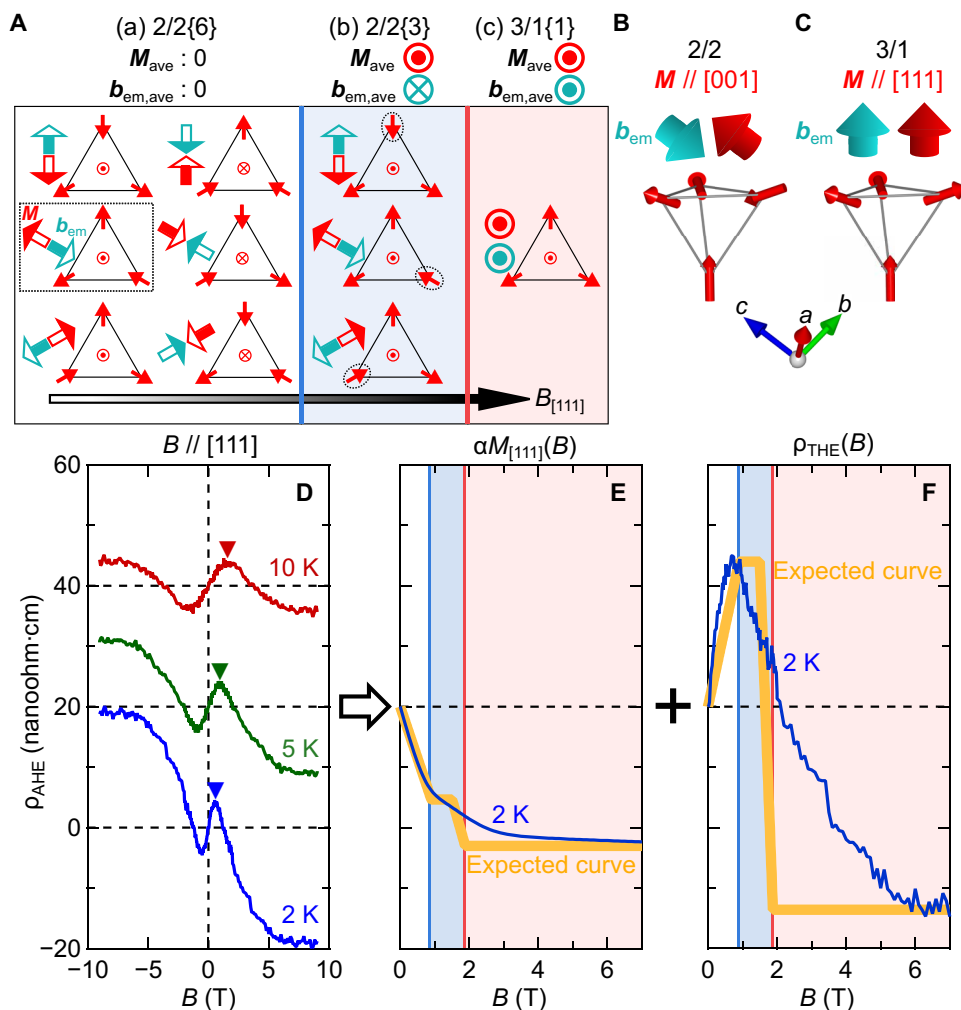 A
(a) 2/2{6}
M_ave : 0
b_em,ave : 0
(b) 2/2{3}
M_ave
b_em,ave
(c) 3/1{1}
M_ave
b_em,ave
M
b_em
B_[111]
B
2/2
M // [001]
b_em
C
3/1
M // [111]
b_em
c
a
b
B // [111]
D
60
40
20
0
−20
ρ_AHE (nanoohm·cm)
10 K
5 K
2 K
−10
−5
0
5
10
B (T)
αM_[111](B)
E
2 K
Expected curve
0
2
4
6
B (T)
+
ρ_THE(B)
F
Expected curve
2 K
0
2
4
6
B (T)